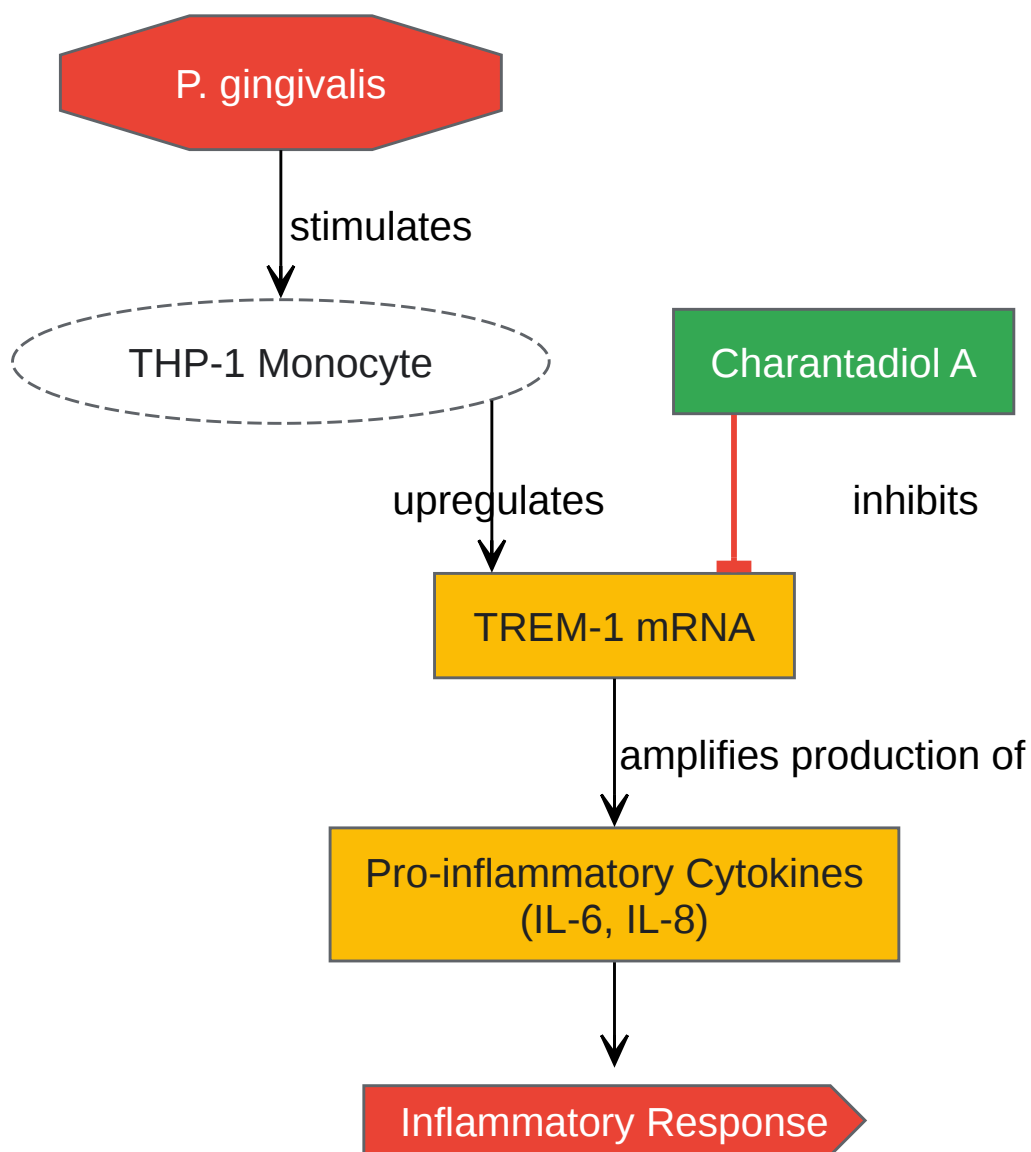 P. gingivalis
stimulates
THP-1 Monocyte
Charantadiol A
upregulates
inhibits
TREM-1 mRNA
amplifies production of
Pro-inflammatory Cytokines
(IL-6, IL-8)
Inflammatory Response